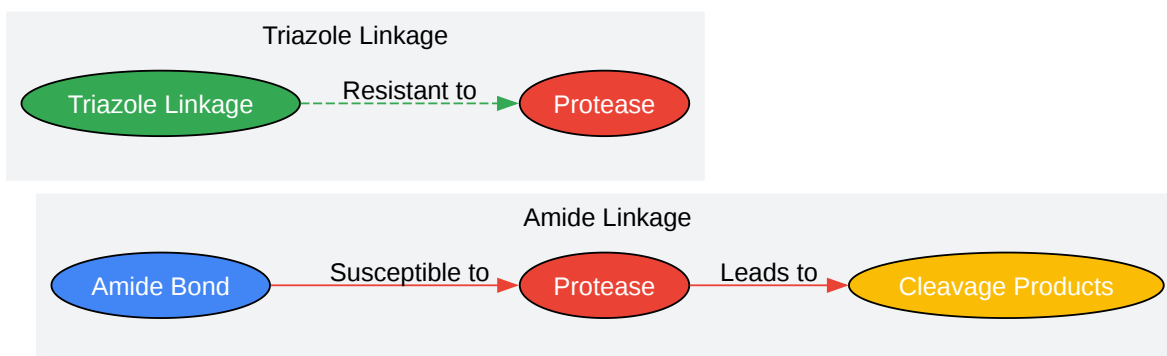 Triazole Linkage
Triazole Linkage
Resistant to
Protease
Amide Linkage
Amide Bond
Susceptible to
Protease
Leads to
Cleavage Products